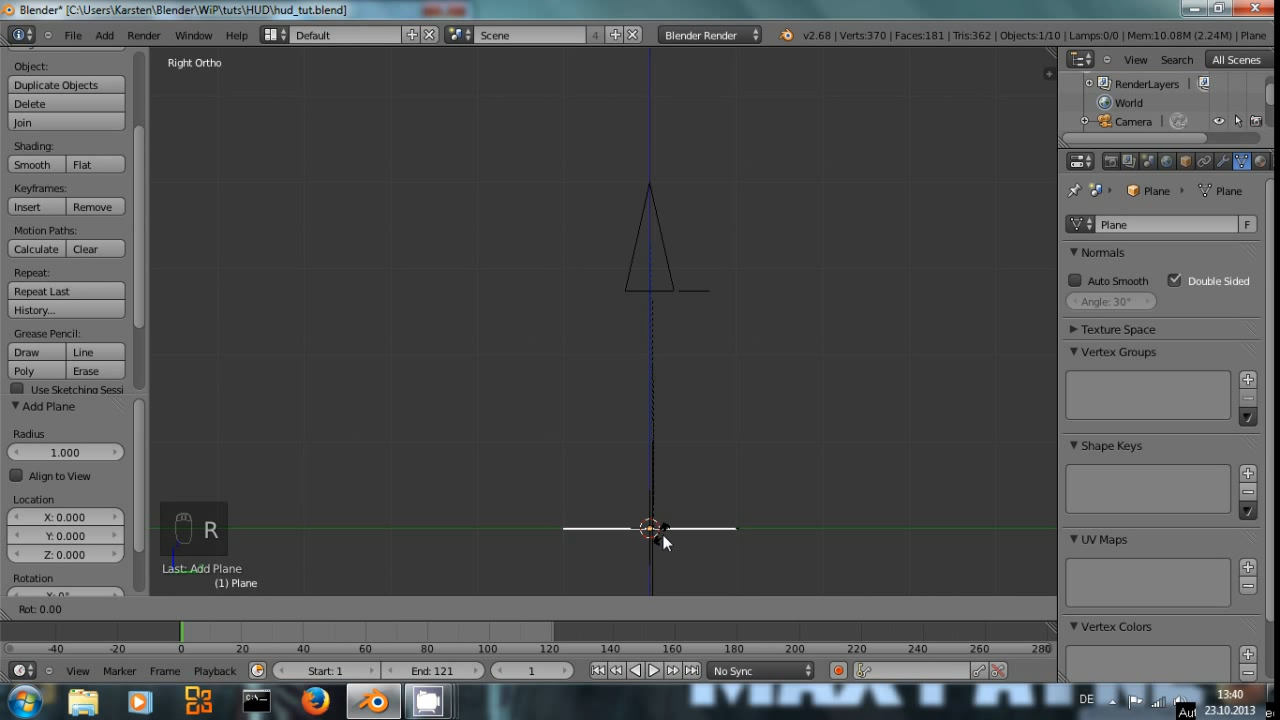 Blender* [C:\Users\Karsten\Blender\WiP\tuts\HUD\hud_tut.blend]
File Add Render Window Help Default Scene 4 Blender Render v2.68 | Verts:370 | Faces:181 | Tris:362 | Objects:1/10 | Lamps:0/0 | Mem:10.08M (2.24M) | Plane
Object:
Duplicate Objects
Delete
Join
Shading:
Smooth Flat
Keyframes:
Insert Remove
Motion Paths:
Calculate Clear
Repeat:
Repeat Last
History...
Grease Pencil:
Draw Line
Poly Erase
Use Sketching Sessi
Add Plane
Radius
1.000
Align to View
Location
X: 0.000
Y: 0.000
Z: 0.000
Rotation
Right Ortho
R
Last: Add Plane
(1) Plane
Rot: 0.00
View Search All Scenes
RenderLayers
World
Camera
Plane Plane
Plane F
Normals
Auto Smooth Double Sided
Angle: 30°
Texture Space
Vertex Groups
Shape Keys
UV Maps
Vertex Colors
-40 -20 0 20 40 60 80 100 120 140 160 180 200 220 240 260 280
View Marker Frame Playback Start: 1 End: 121 1 No Sync
DE 13:40
23.10.2013